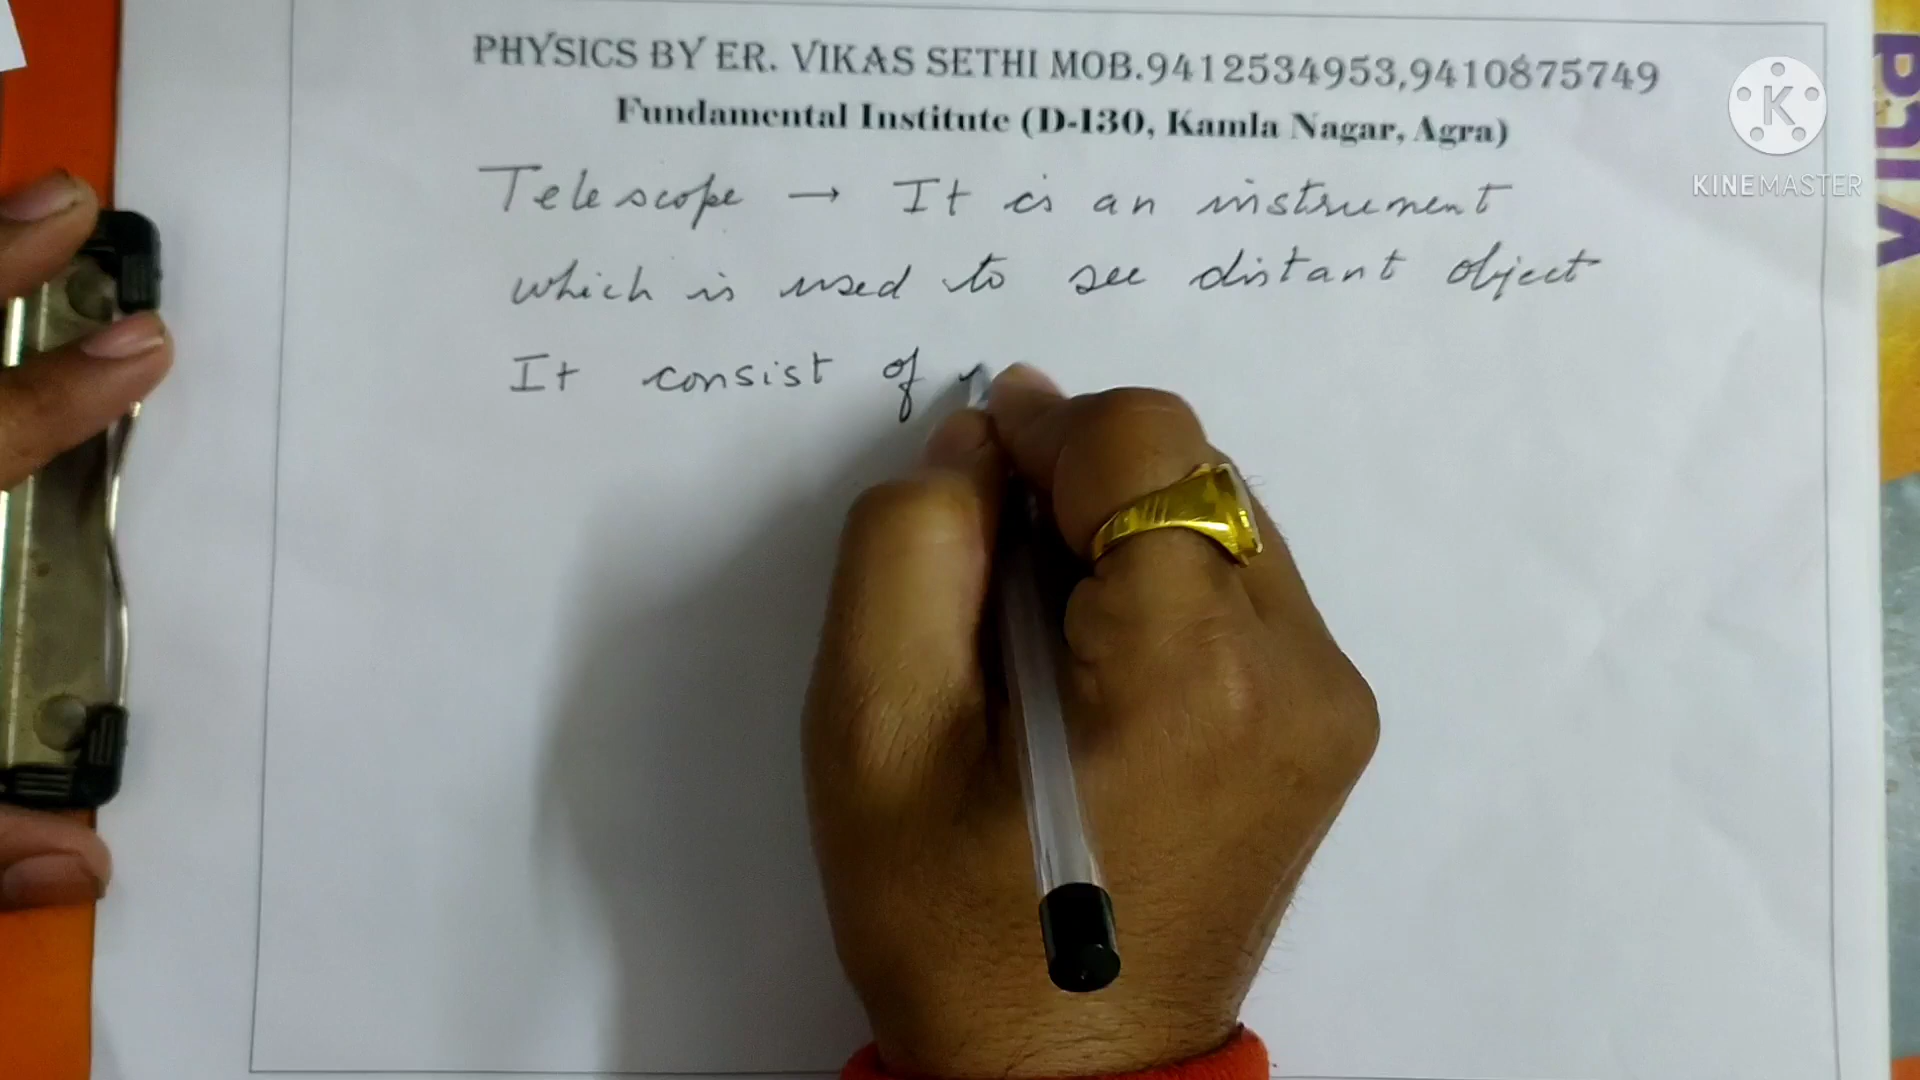 PHYSICS BY ER. VIKAS SETHI MOB.9412534953,9410875749
Fundamental Institute (D-130, Kamla Nagar, Agra)
K
KINEMASTER
Telescope → It is an instrument
which is used to see distant object
It consist of